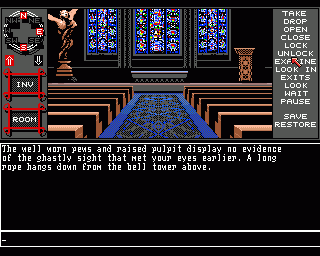 N
E
S
INV
ROOM
TAKE
DROP
OPEN
CLOSE
LOCK
UNLOCK
EXAMINE
LOOK IN
EXITS
LOOK
WAIT
PAUSE
SAVE
RESTORE
The well worn pews and raised pulpit display no evidence
of the ghastly sight that met your eyes earlier. A long
rope hangs down from the bell tower above.